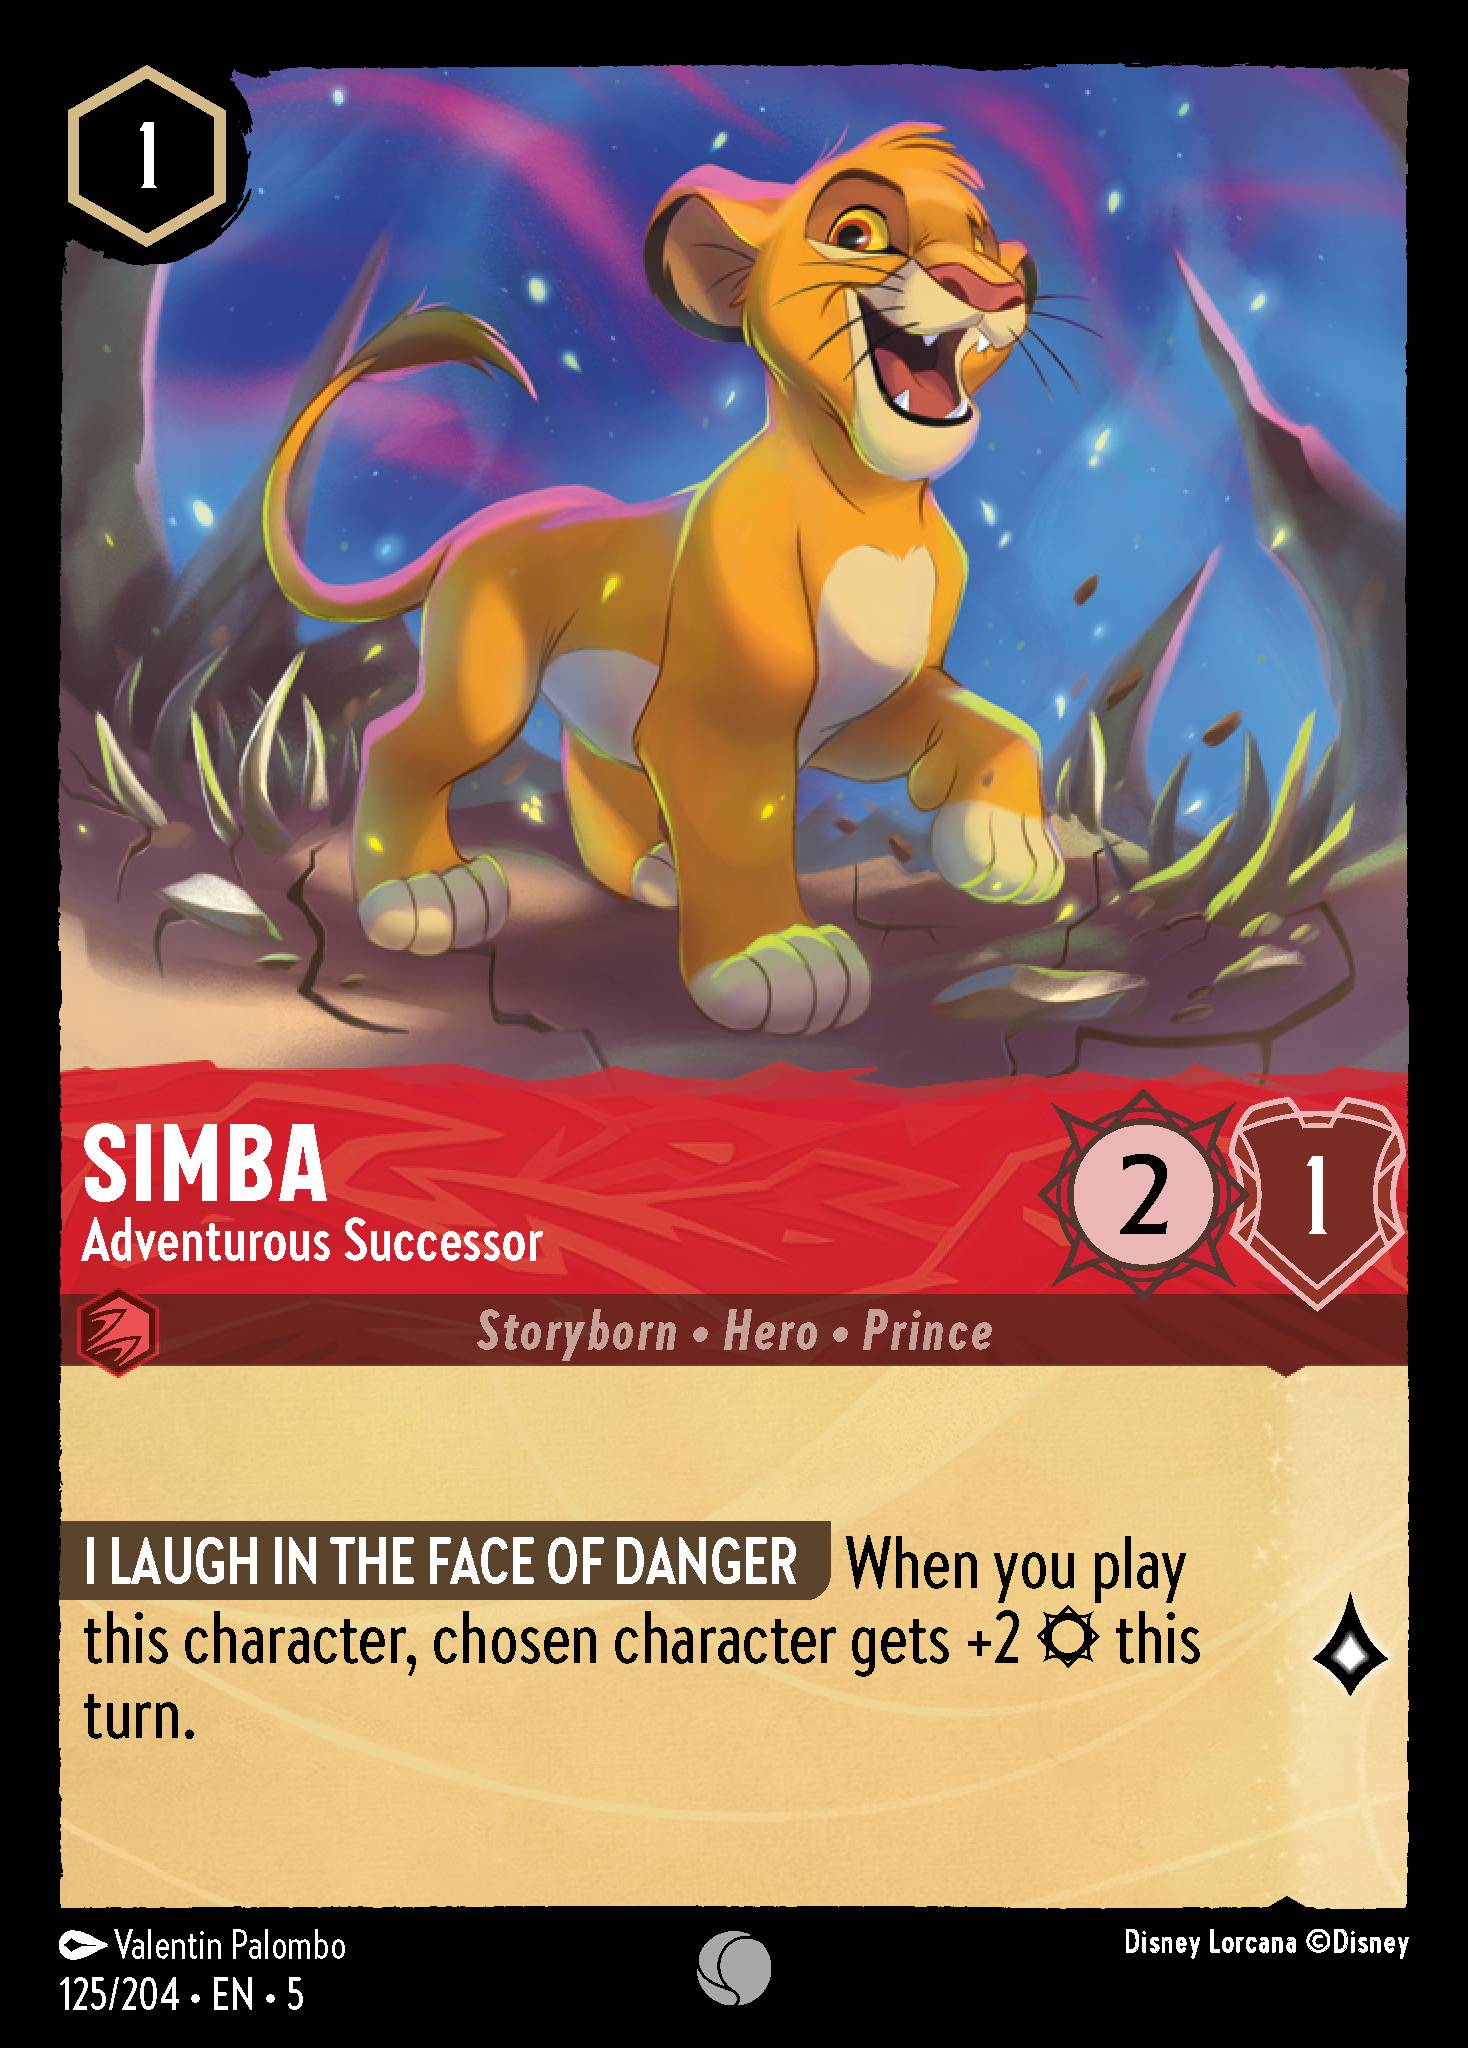 1
SIMBA
Adventurous Successor
2
1
Storyborn • Hero • Prince
I LAUGH IN THE FACE OF DANGER When you play
this character, chosen character gets +2 this
turn.
Valentin Palombo
125/204 • EN • 5
Disney Lorcana ©Disney